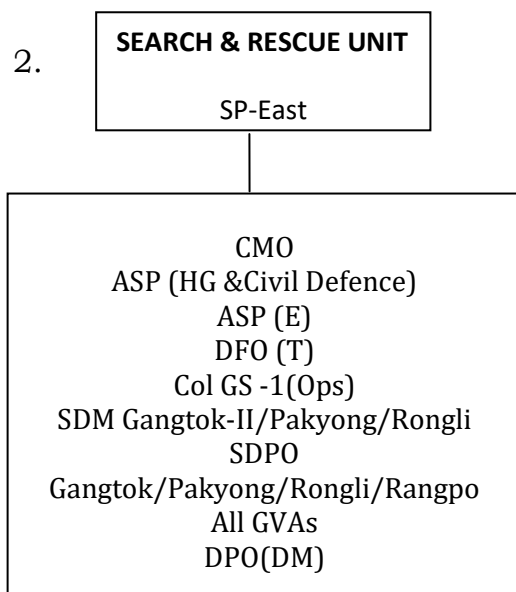 2.
SEARCH & RESCUE UNIT
SP-East
CMO
ASP (HG &Civil Defence)
ASP (E)
DFO (T)
Col GS -1(Ops)
SDM Gangtok-II/Pakyong/Rongli
SDPO
Gangtok/Pakyong/Rongli/Rangpo
All GVAs
DPO(DM)